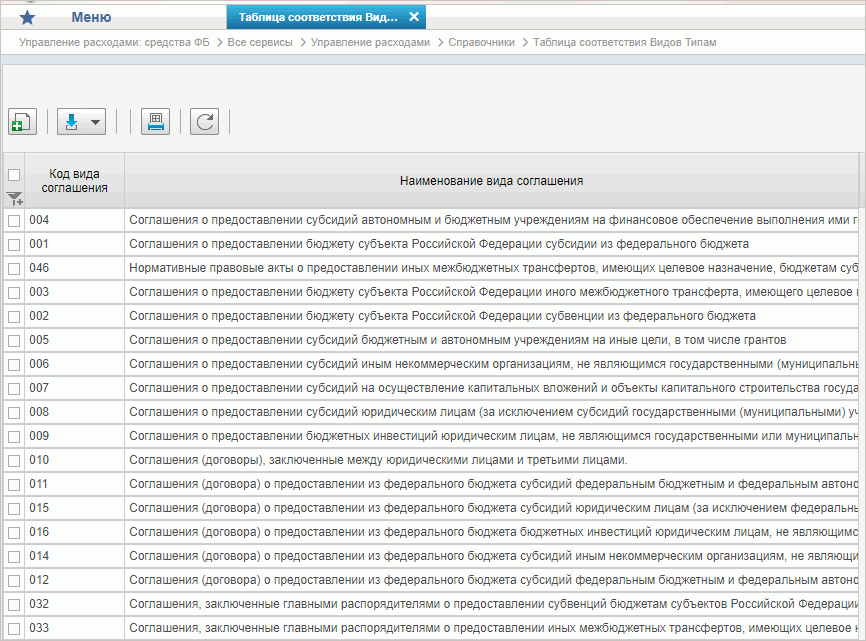 Меню
Таблица соответствия Вид...
Управление расходами: средства ФБ > Все сервисы > Управление расходами > Справочники > Таблица соответствия Видов Типам
Код вида соглашения
Наименование вида соглашения
004 Соглашения о предоставлении субсидий автономным и бюджетным учреждениям на финансовое обеспечение выполнения ими
001 Соглашения о предоставлении бюджету субъекта Российской Федерации субсидии из федерального бюджета
046 Нормативные правовые акты о предоставлении иных межбюджетных трансфертов, имеющих целевое назначение, бюджетам суб
003 Соглашения о предоставлении бюджету субъекта Российской Федерации иного межбюджетного трансферта, имеющего целевое
002 Соглашения о предоставлении бюджету субъекта Российской Федерации субвенции из федерального бюджета
005 Соглашения о предоставлении субсидий бюджетным и автономным учреждениям на иные цели, в том числе грантов
006 Соглашения о предоставлении субсидий иным некоммерческим организациям, не являющимся государственными (муниципальнь
007 Соглашения о предоставлении субсидий на осуществление капитальных вложений и объекты капитального строительства госуда
008 Соглашения о предоставлении субсидий юридическим лицам (за исключением субсидий государственными (муниципальными) уч
009 Соглашения о предоставлении бюджетных инвестиций юридическим лицам, не являющимся государственными или муниципальн
010 Соглашения (договоры), заключенные между юридическими лицами и третьими лицами.
011 Соглашения (договора) о предоставлении из федерального бюджета субсидий федеральным бюджетным и федеральным автоно
015 Соглашения (договора) о предоставлении из федерального бюджета субсидий юридическим лицам (за исключением федеральнь
016 Соглашения (договора) о предоставлении из федерального бюджета бюджетных инвестиций юридическим лицам, не являющимс
014 Соглашения (договора) о предоставлении из федерального бюджета субсидий иным некоммерческим организациям, не являющи
012 Соглашения (договора) о предоставлении из федерального бюджета субсидий федеральным бюджетным и федеральным автоно
032 Соглашения, заключенные главными распорядителями о предоставлении субвенций бюджетам субъектов Российской Федерации
033 Соглашения, заключенные главными распорядителями о предоставлении иных межбюджетных трансфертов, имеющих целевое